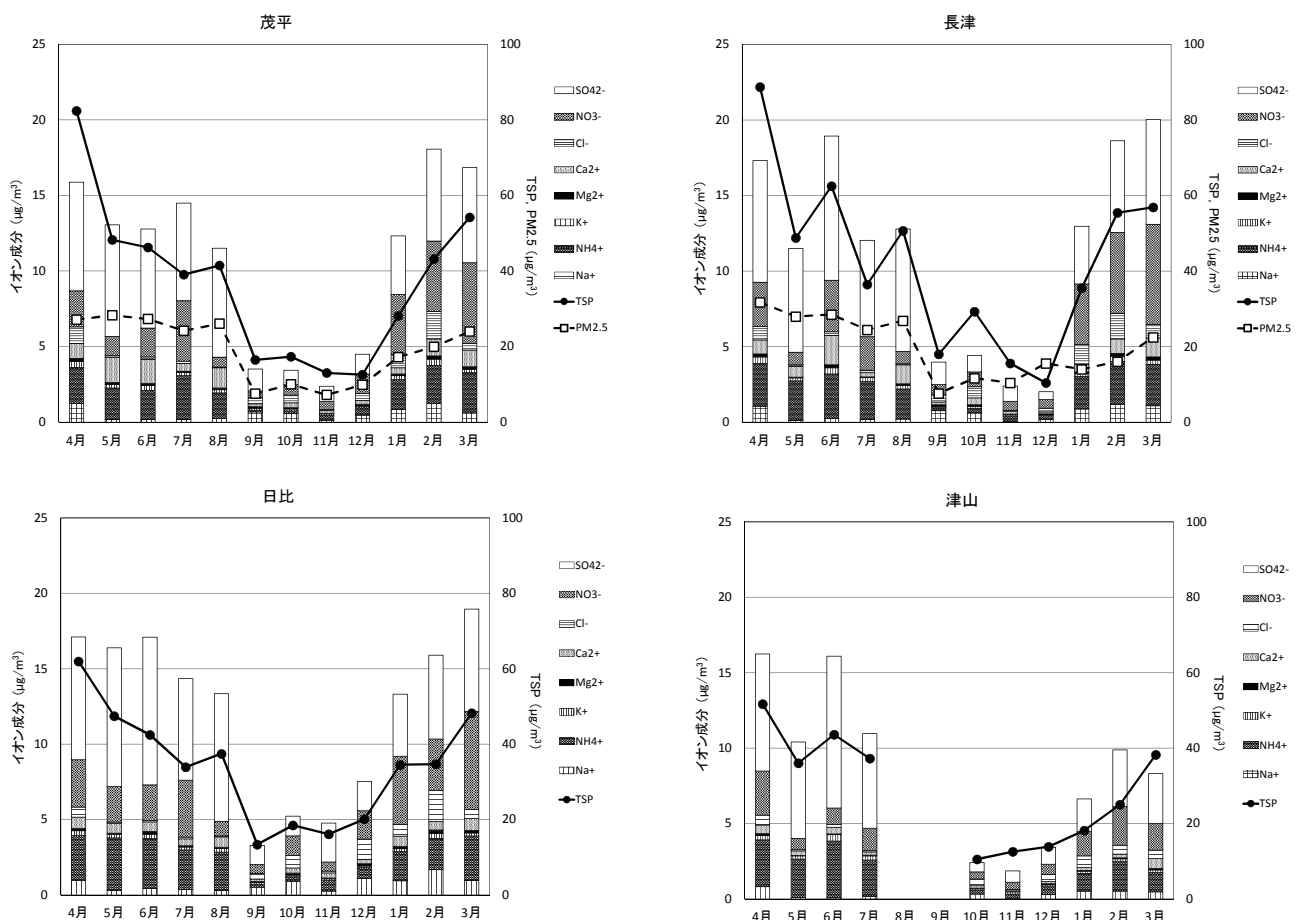 茂平
25
20
15
10
5
0
イオン成分 (μg/m³)
100
80
60
40
20
0
TSP, PM2.5 (μg/m³)
4月 5月 6月 7月 8月 9月 10月 11月 12月 1月 2月 3月
SO42-
NO3-
Cl-
Ca2+
Mg2+
K+
NH4+
Na+
TSP
PM2.5
長津
25
20
15
10
5
0
イオン成分 (μg/m³)
100
80
60
40
20
0
TSP, PM2.5 (μg/m³)
4月 5月 6月 7月 8月 9月 10月 11月 12月 1月 2月 3月
SO42-
NO3-
Cl-
Ca2+
Mg2+
K+
NH4+
Na+
TSP
PM2.5
日比
25
20
15
10
5
0
イオン成分 (μg/m³)
100
80
60
40
20
0
TSP (μg/m³)
4月 5月 6月 7月 8月 9月 10月 11月 12月 1月 2月 3月
SO42-
NO3-
Cl-
Ca2+
Mg2+
K+
NH4+
Na+
TSP
津山
25
20
15
10
5
0
イオン成分 (μg/m³)
100
80
60
40
20
0
TSP (μg/m³)
4月 5月 6月 7月 8月 9月 10月 11月 12月 1月 2月 3月
SO42-
NO3-
Cl-
Ca2+
Mg2+
K+
NH4+
Na+
TSP